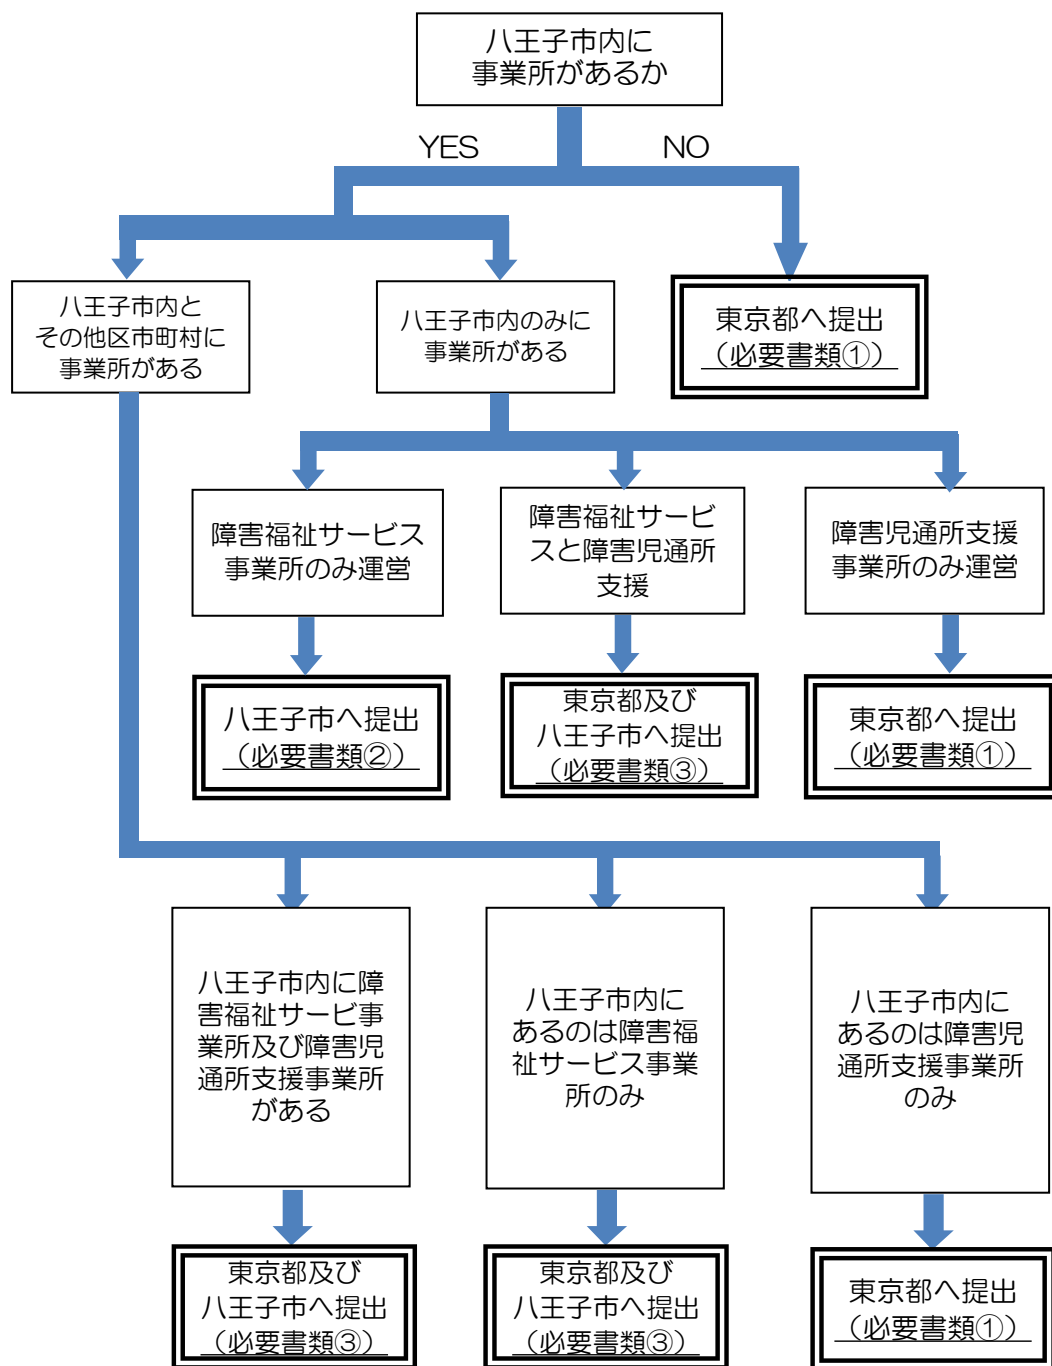 八王子市内に
事業所があるか
YES
NO
八王子市内と
その他区市町村に
事業所がある
八王子市内のみに
事業所がある
東京都へ提出
（必要書類①）
障害福祉サービス
事業所のみ運営
障害福祉サービ
スと障害児通所
支援
障害児通所支援
事業所のみ運営
八王子市へ提出
（必要書類②）
東京都及び
八王子市へ提出
（必要書類③）
東京都へ提出
（必要書類①）
八王子市内に障
害福祉サービ事
業所及び障害児
通所支援事業所
がある
八王子市内に
あるのは障害福
祉サービス事業
所のみ
八王子市内に
あるのは障害児
通所支援事業所
のみ
東京都及び
八王子市へ提出
（必要書類③）
東京都及び
八王子市へ提出
（必要書類③）
東京都へ提出
（必要書類①）